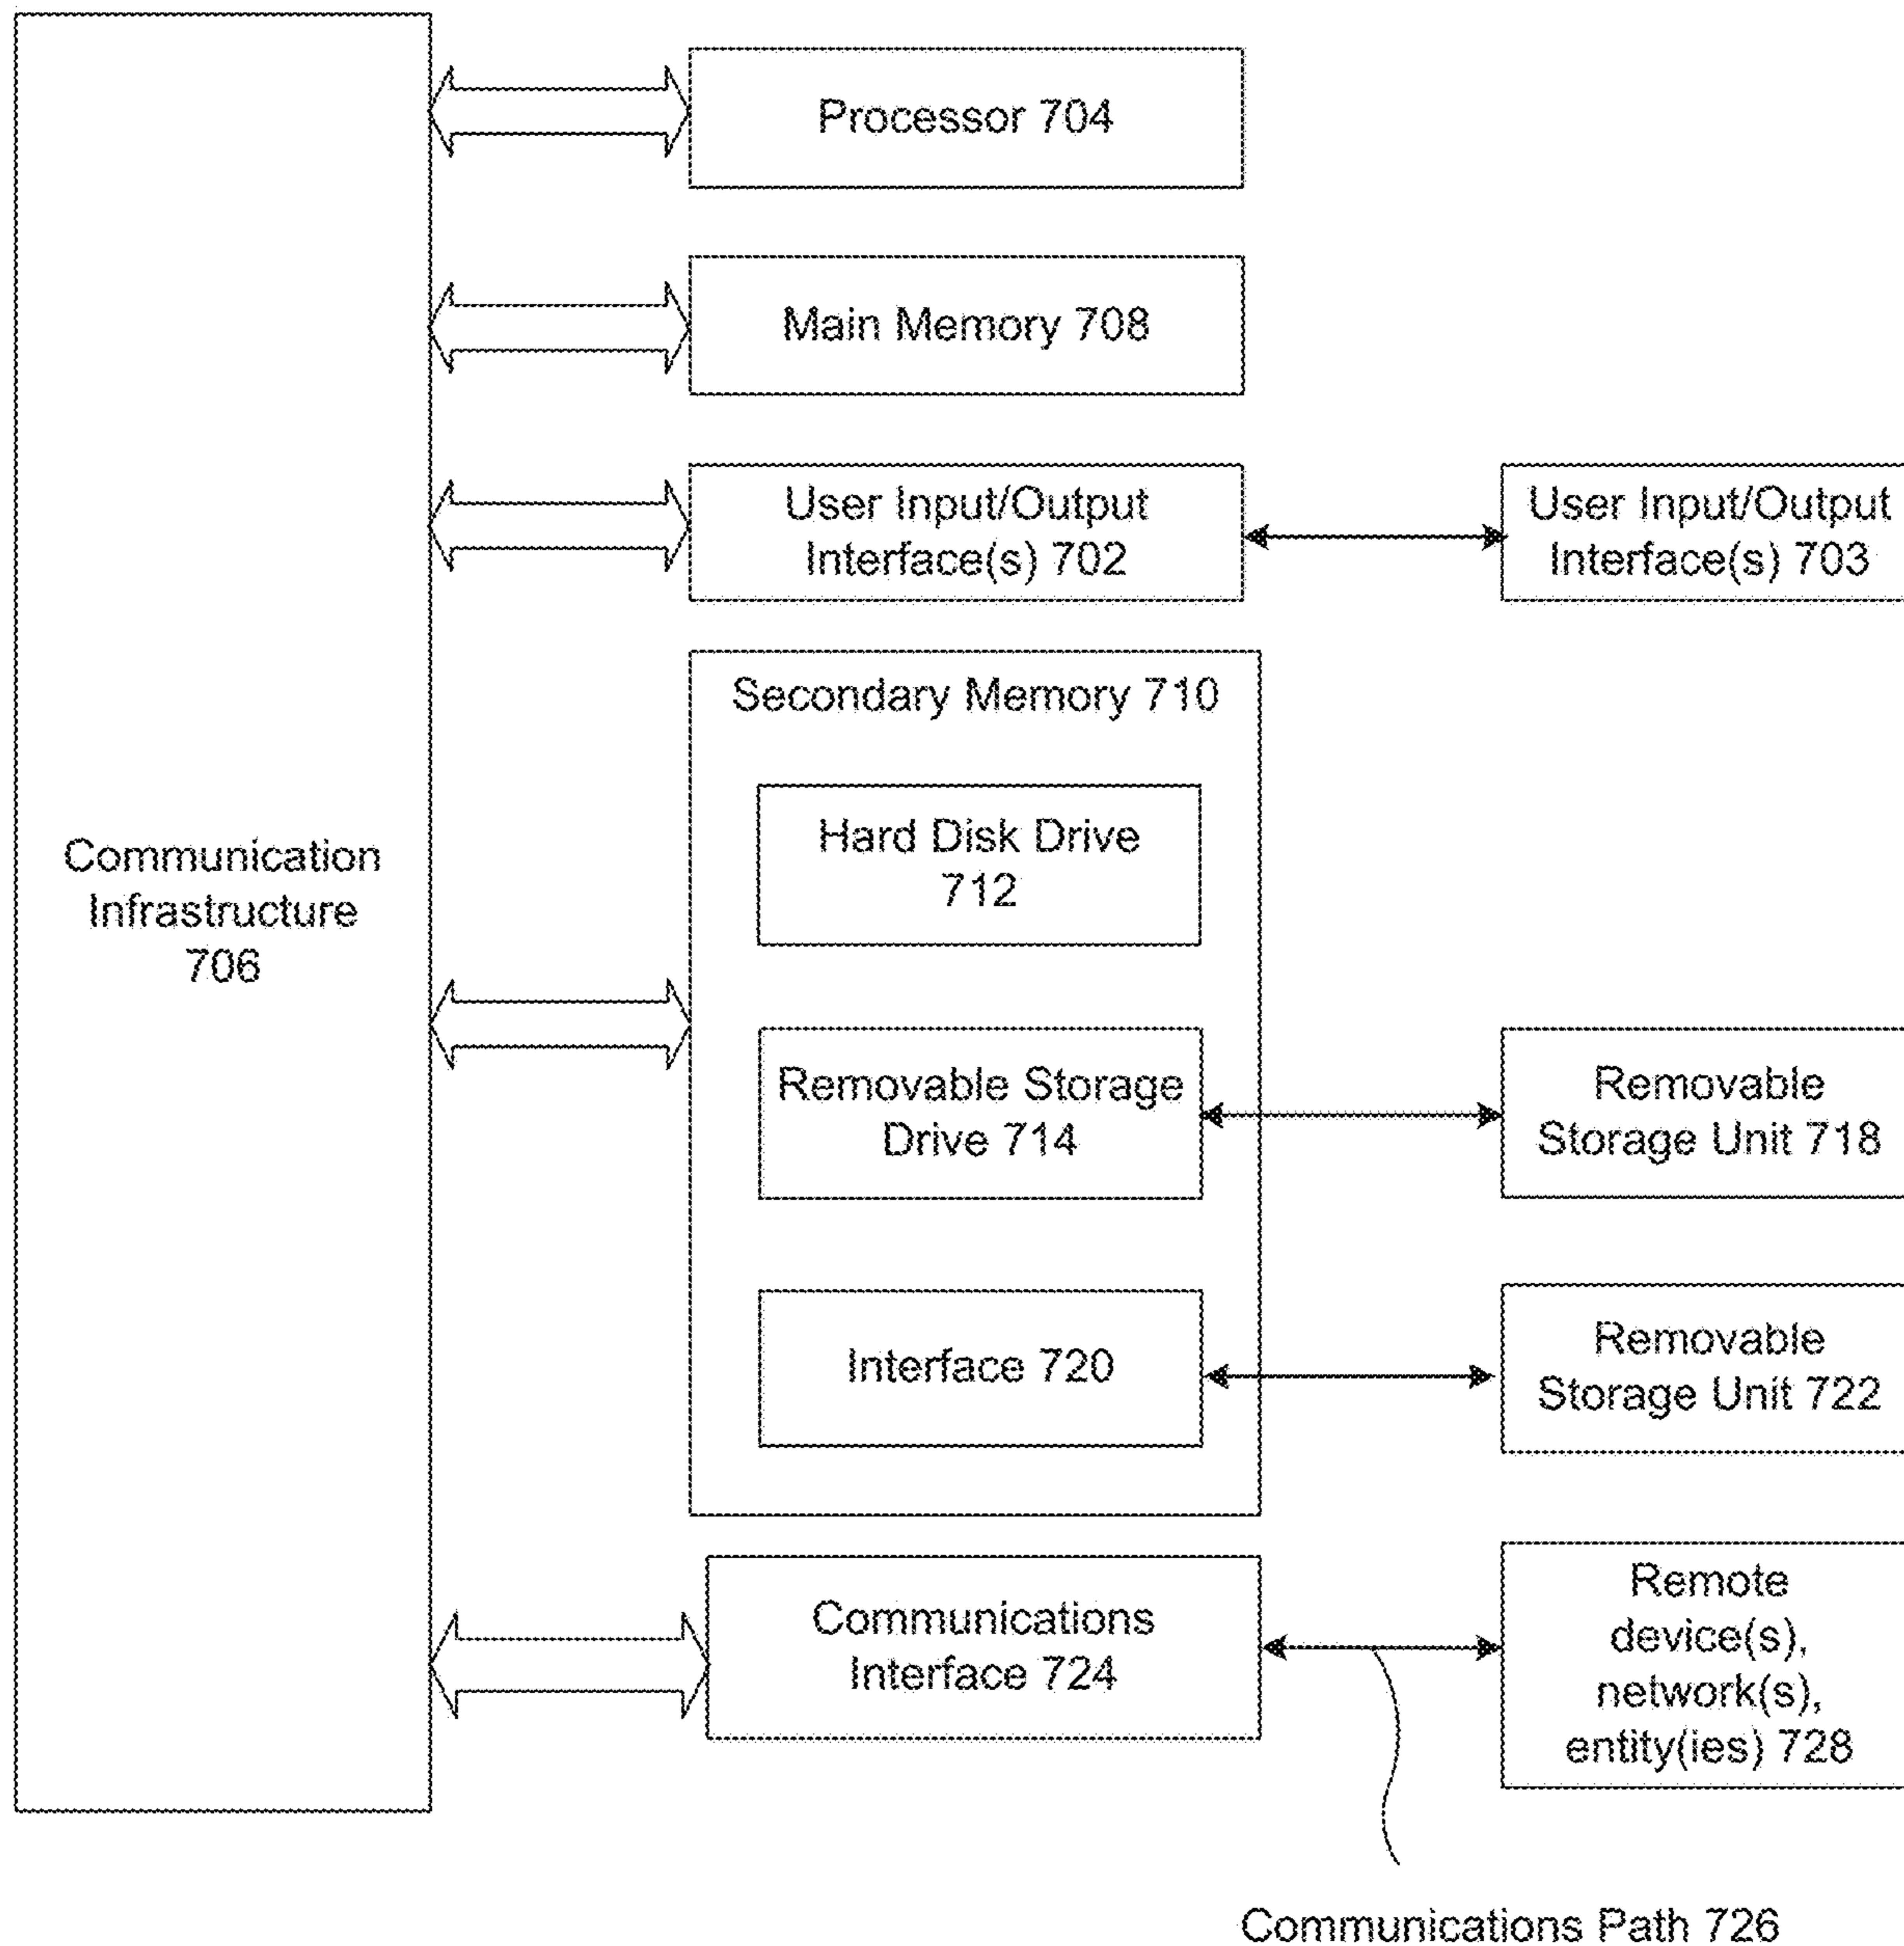 Processor 704
Main Memory 708
User Input/Output
Interface(s) 702
User Input/Output
Interface(s) 703
Secondary Memory 710
Hard Disk Drive
712
Communication
Infrastructure
706
Removable Storage
Drive 714
Removable
Storage Unit 718
Interface 720
Removable
Storage Unit 722
Communications
Interface 724
Remote
device(s),
network(s),
entity(ies) 728
Communications Path 726